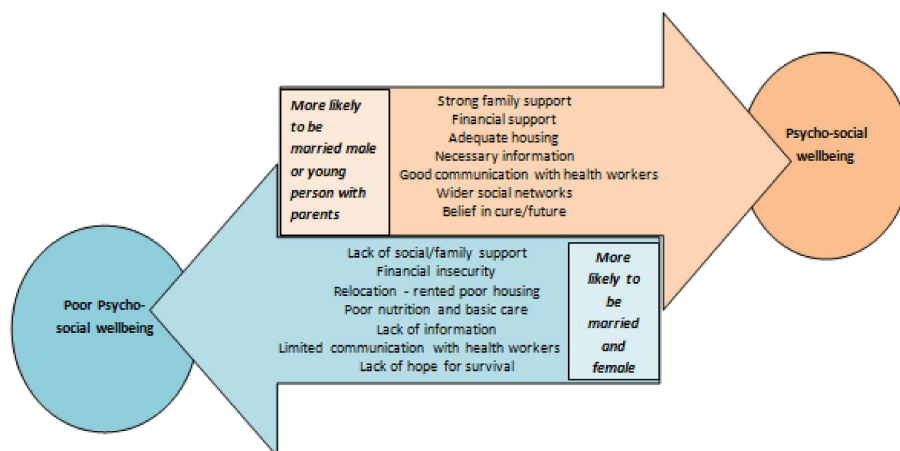 More likely
to be
married male
or young
person with
parents
Strong family support
Financial support
Adequate housing
Necessary information
Good communication with health workers
Wider social networks
Belief in cure/future
Psycho-social
wellbeing
Poor Psycho-
social wellbeing
Lack of social/family support
Financial insecurity
Relocation - rented poor housing
Poor nutrition and basic care
Lack of information
Limited communication with health workers
Lack of hope for survival
More
likely to
be
married
and
female